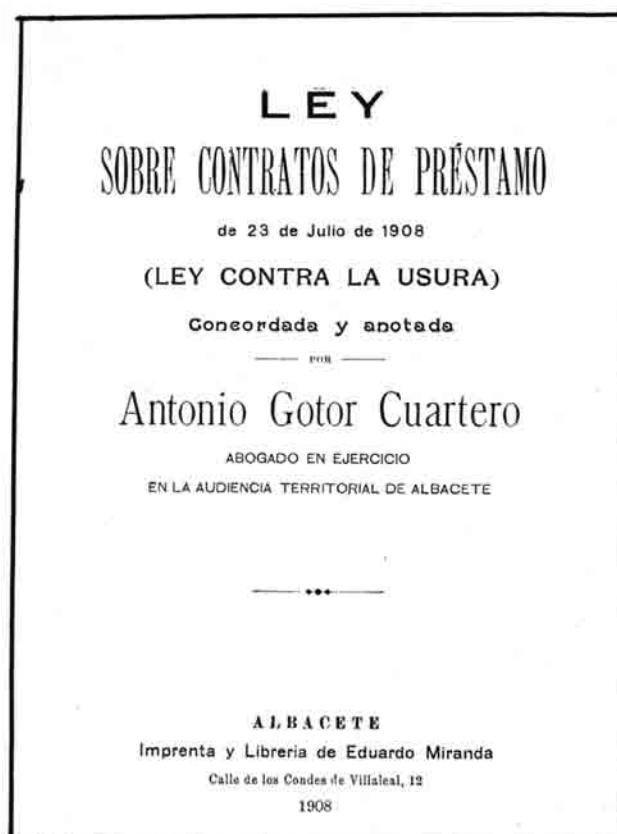 LEY
SOBRE CONTRATOS DE PRÉSTAMO
de 23 de Julio de 1908
(LEY CONTRA LA USURA)
Concordada y anotada
POR
Antonio Gotor Cuartero
ABOGADO EN EJERCICIO
EN LA AUDIENCIA TERRITORIAL DE ALBACETE
ALBACETE
Imprenta y Libreria de Eduardo Miranda
Calle de los Condes de Villaleal, 12
1908